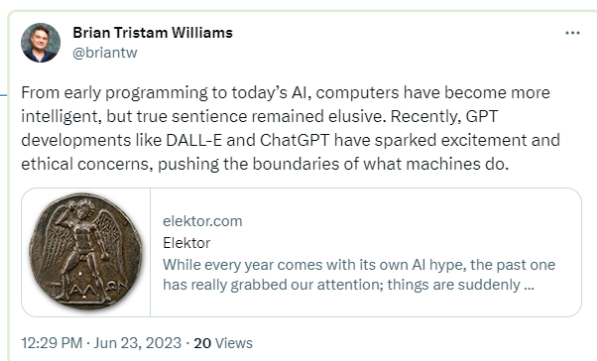 Brian Tristam Williams
@briantw
From early programming to today's AI, computers have become more
intelligent, but true sentience remained elusive. Recently, GPT
developments like DALL-E and ChatGPT have sparked excitement and
ethical concerns, pushing the boundaries of what machines do.
elektor.com
Elektor
While every year comes with its own AI hype, the past one
has really grabbed our attention; things are suddenly ...
ΤΑΛΩΝ
12:29 PM · Jun 23, 2023 · 20 Views